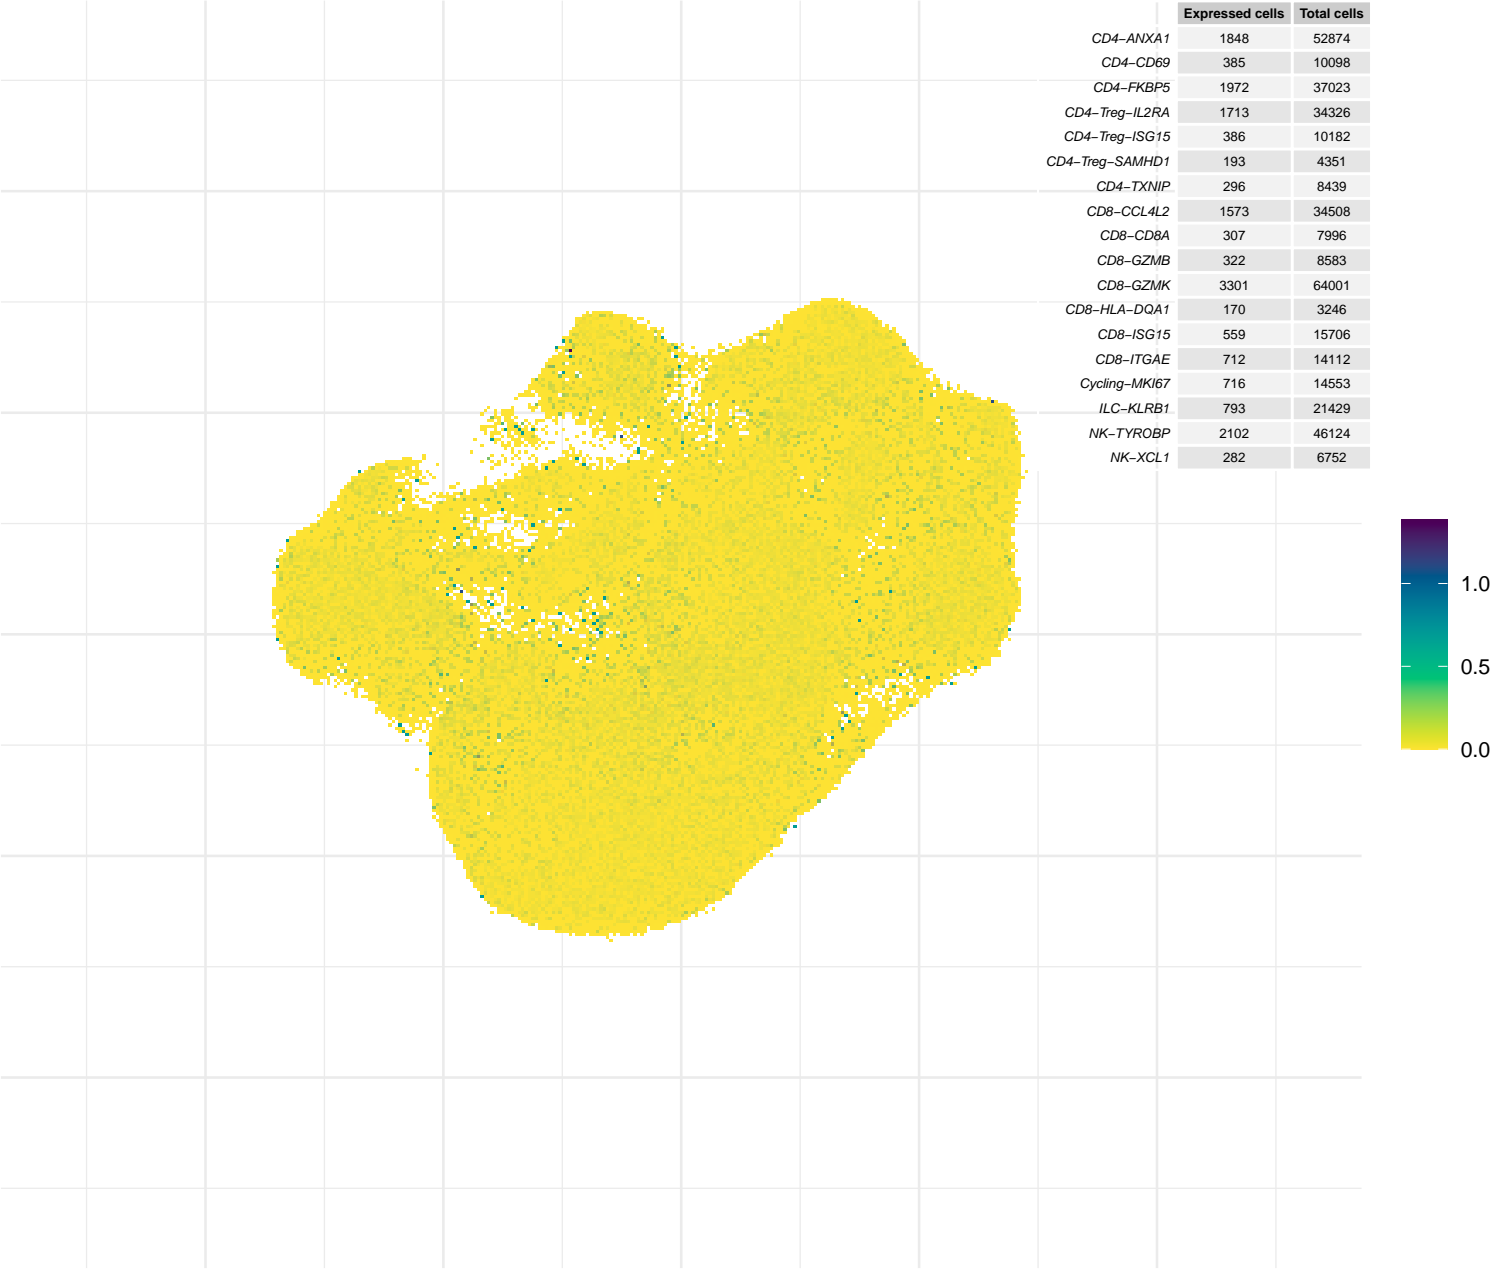 Expressed cells Total cells
CD4−ANXA1 1848 52874
CD4−CD69 385 10098
CD4−FKBP5 1972 37023
CD4−Treg−IL2RA 1713 34326
CD4−Treg−ISG15 386 10182
CD4−Treg−SAMHD1 193 4351
CD4−TXNIP 296 8439
CD8−CCL4L2 1573 34508
CD8−CD8A 307 7996
CD8−GZMB 322 8583
CD8−GZMK 3301 64001
CD8−HLA−DQA1 170 3246
CD8−ISG15 559 15706
CD8−ITGAE 712 14112
Cycling−MKI67 716 14553
ILC−KLRB1 793 21429
NK−TYROBP 2102 46124
NK−XCL1 282 6752
1.0
0.5
0.0